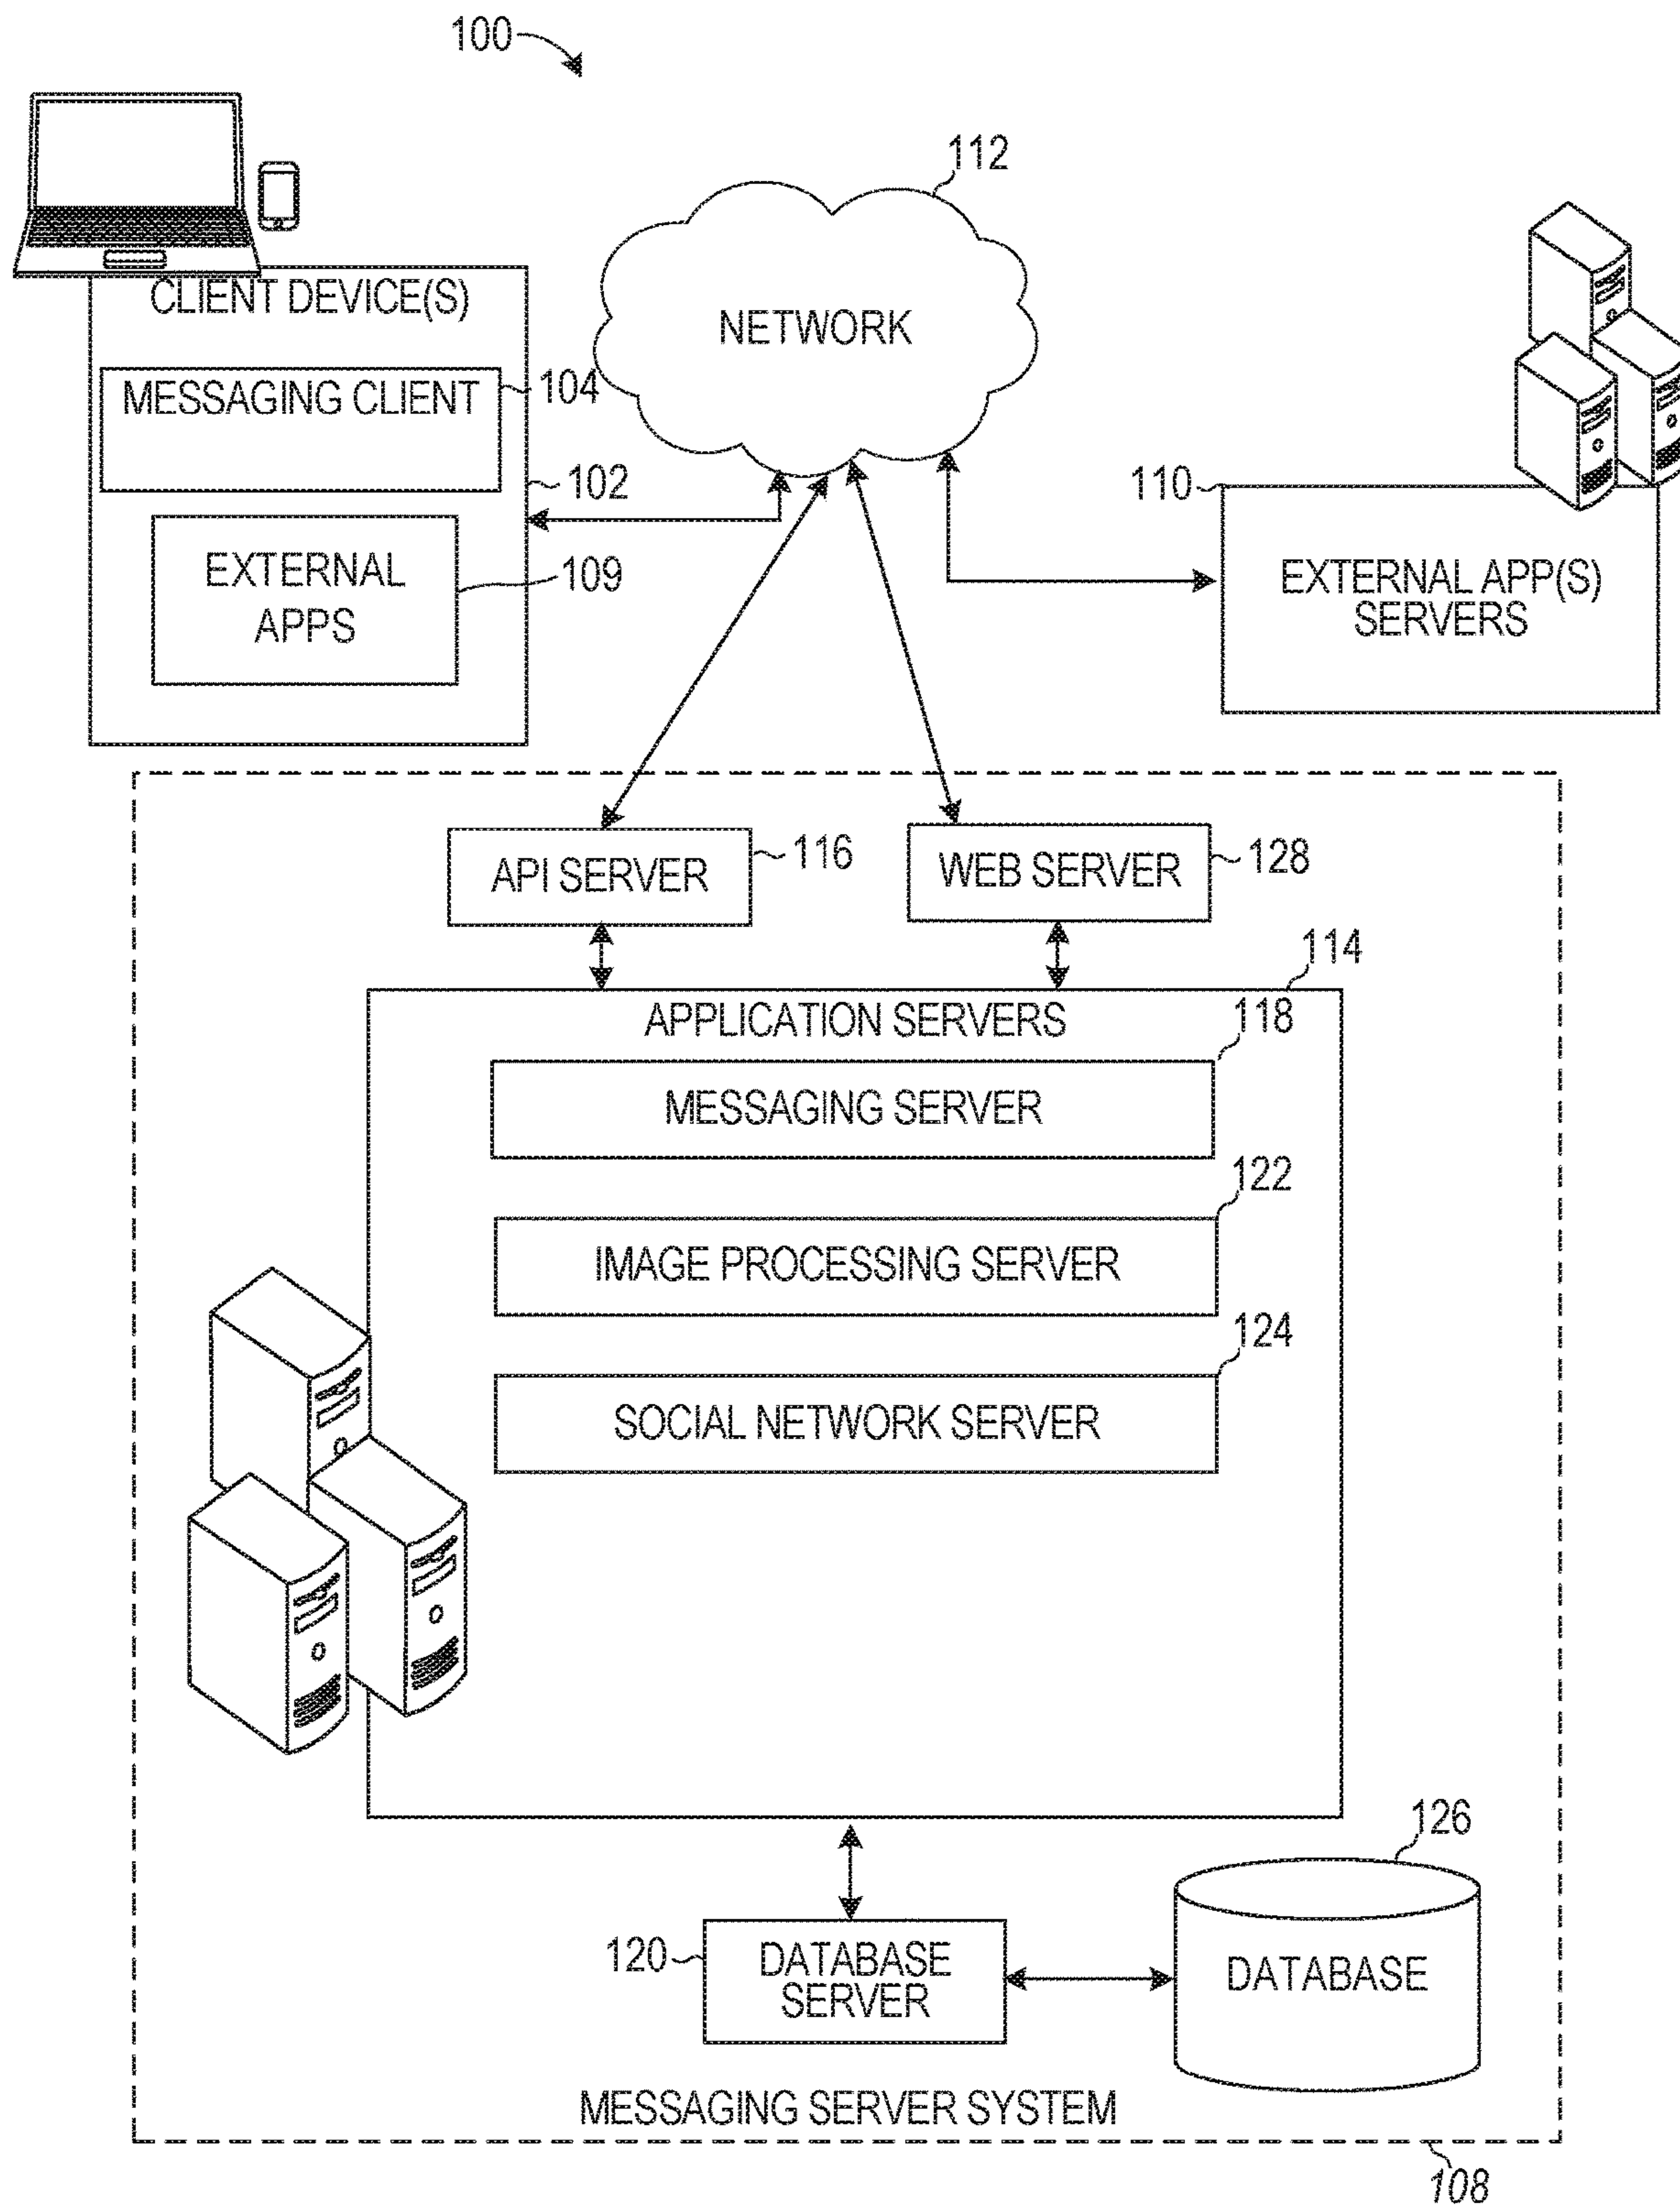 100
112
CLIENT DEVICE(S)
NETWORK
MESSAGING CLIENT
104
102
110
EXTERNAL
APPS
109
EXTERNAL APP(S)
SERVERS
API SERVER
116
WEB SERVER
128
114
APPLICATION SERVERS
118
MESSAGING SERVER
122
IMAGE PROCESSING SERVER
124
SOCIAL NETWORK SERVER
126
120
DATABASE
SERVER
DATABASE
MESSAGING SERVER SYSTEM
108